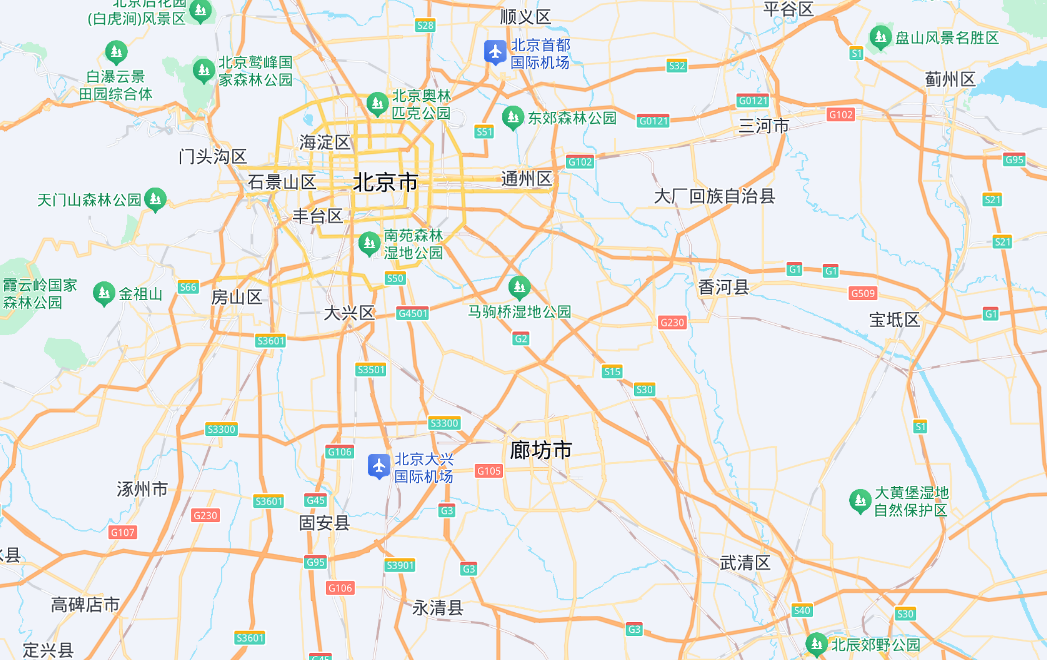 北京后花园
(白虎涧)风景区
S28
顺义区
平谷区
北京首都
国际机场
盘山风景名胜区
S1
白瀑云景
田园综合体
北京鹫峰国
家森林公园
S32
蓟州区
北京奥林
匹克公园
东郊森林公园
G0121
G0121
G102
三河市
S51
海淀区
门头沟区
G102
G95
石景山区
北京市
通州区
天门山森林公园
大厂回族自治县
S21
丰台区
南苑森林
湿地公园
S21
G1
G1
S50
霞云岭国家
森林公园
金祖山
S66
房山区
马驹桥湿地公园
香河县
G509
大兴区
G4501
G230
宝坻区
G1
S3601
G2
S3501
S15
S30
S3300
S3300
S1
廊坊市
G106
北京大兴
国际机场
G105
涿州市
S3601
G45
G3
大黄堡湿地
自然保护区
G230
固安县
G107
水县
G95
S3901
G3
武清区
G106
高碑店市
永清县
S40
S30
G3
S3601
北辰郊野公园
定兴县
G45